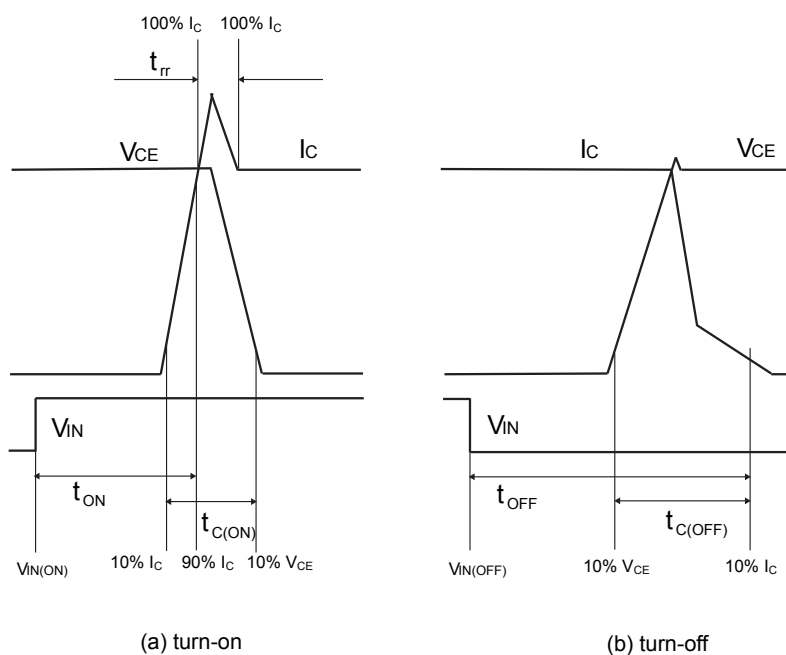 100% IC 100% IC
trr
VCE IC
IC VCE
VIN
VIN
tON
tOFF
tC(ON)
tC(OFF)
VIN(ON) 10% IC 90% IC 10% VCE
VIN(OFF) 10% VCE 10% IC
(a) turn-on
(b) turn-off